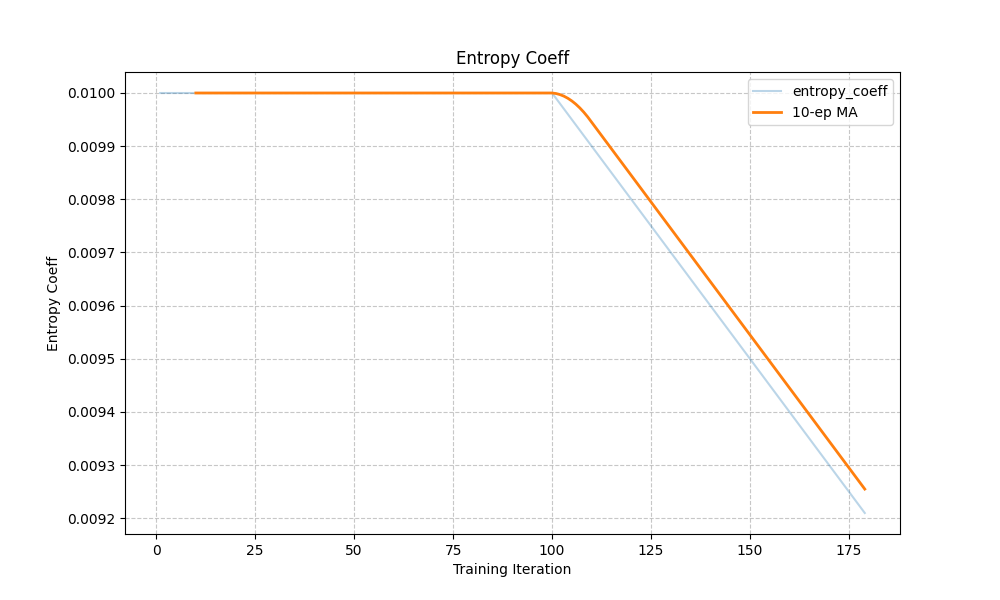 Entropy Coeff
entropy_coeff
10-ep MA
Entropy Coeff
0.0100
0.0099
0.0098
0.0097
0.0096
0.0095
0.0094
0.0093
0.0092
0 25 50 75 100 125 150 175
Training Iteration